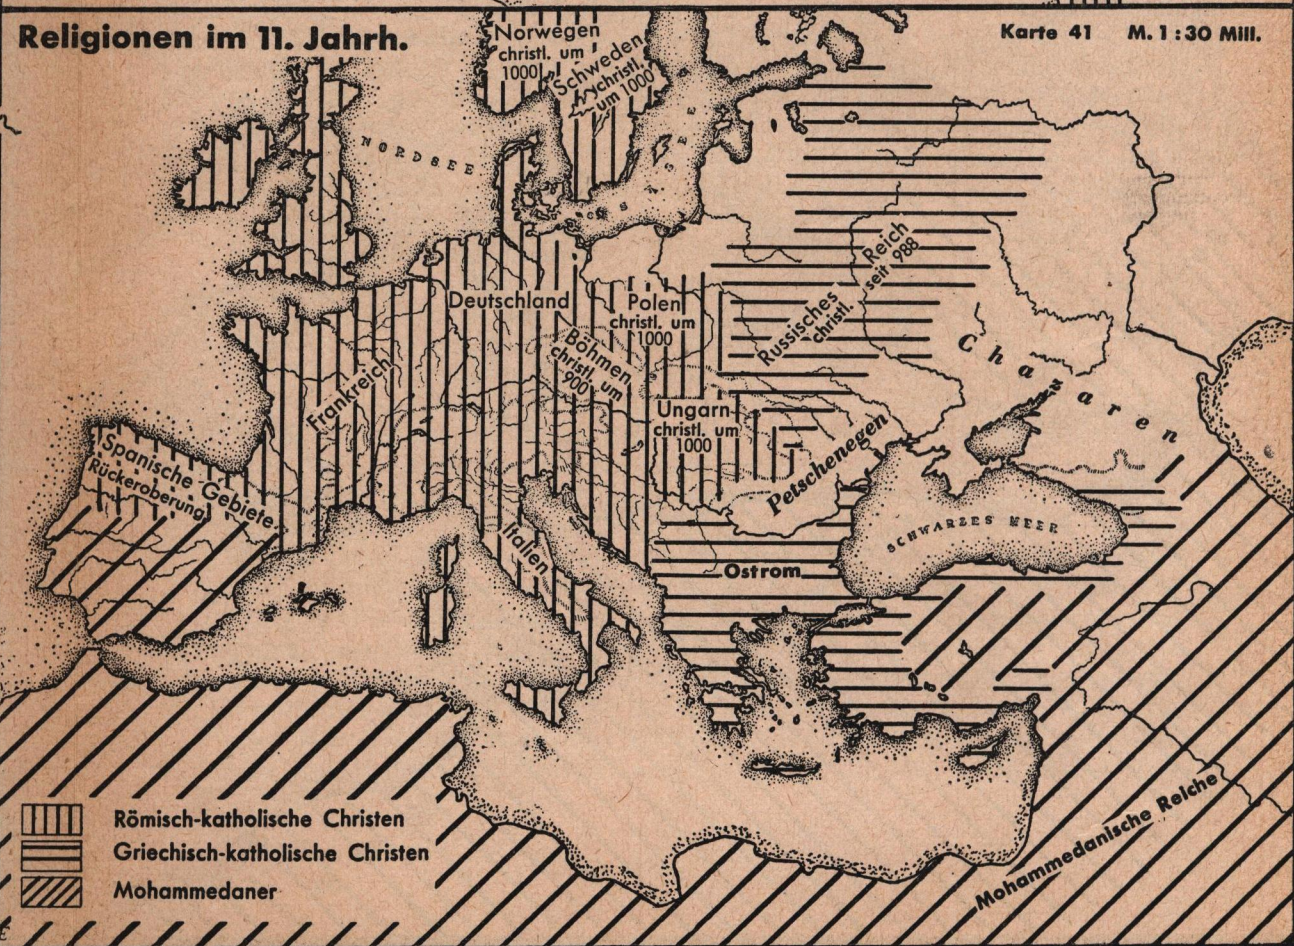 Religionen im 11. Jahrh.
Karte 41 M. 1:30 Mill.
Norwegen
christl. um
1000
Schweden
christl.
um 1000
NORDSEE
OSTSEE
Deutschland
Polen
christl. um
1000
Böhmen
christl. um
900
Reich
seit 988
Russisches
christl.
Chasaren
Frankreich
Ungarn
christl. um
1000
Petschenegen
Spanische Gebiete
Rückeroberung!
Italien
SCHWARZES MEER
Ostrom
Mohammedanische Reiche
Römisch-katholische Christen
Griechisch-katholische Christen
Mohammedaner